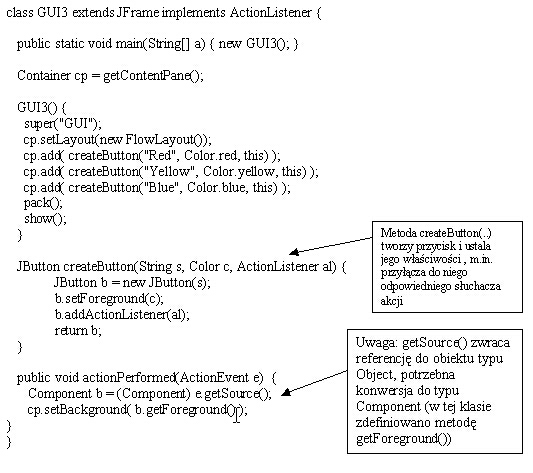 class GUI3 extends JFrame implements ActionListener {
public static void main(String[] a) { new GUI3(); }
Container cp = getContentPane();
GUI3() {
super("GUI");
cp.setLayout(new FlowLayout());
cp.add( createButton("Red", Color.red, this) );
cp.add( createButton("Yellow", Color.yellow, this) );
cp.add( createButton("Blue", Color.blue, this) );
pack();
show();
}
Metoda createButton(..)
tworzy przycisk i ustala
jego właściwości , m.in.
przyłącza do niego
odpowiedniego słuchacza
akcji
JButton createButton(String s, Color c, ActionListener al) {
JButton b = new JButton(s);
b.setForeground(c);
b.addActionListener(al);
return b;
}
Uwaga: getSource() zwraca
referencję do obiektu typu
Object, potrzebna
konwersja do typu
Component (w tej klasie
zdefiniowano metodę
getForeground())
public void actionPerformed(ActionEvent e) {
Component b = (Component) e.getSource();
cp.setBackground( b.getForeground());
}
}